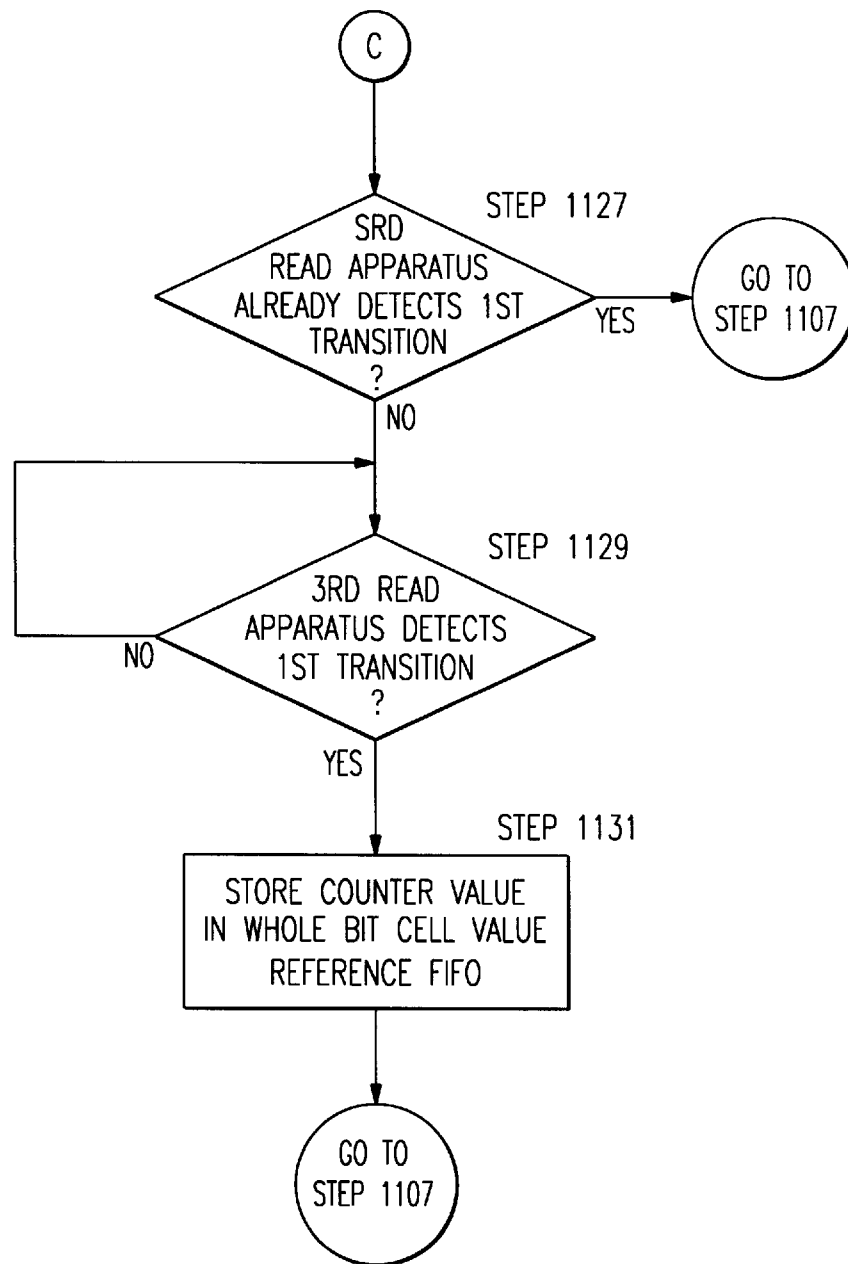 C
STEP 1127
SRD
READ APPARATUS
ALREADY DETECTS 1ST
TRANSITION
?
YES
GO TO
STEP 1107
NO
STEP 1129
3RD READ
APPARATUS DETECTS
1ST TRANSITION
?
NO
YES
STEP 1131
STORE COUNTER VALUE
IN WHOLE BIT CELL VALUE
REFERENCE FIFO
GO TO
STEP 1107